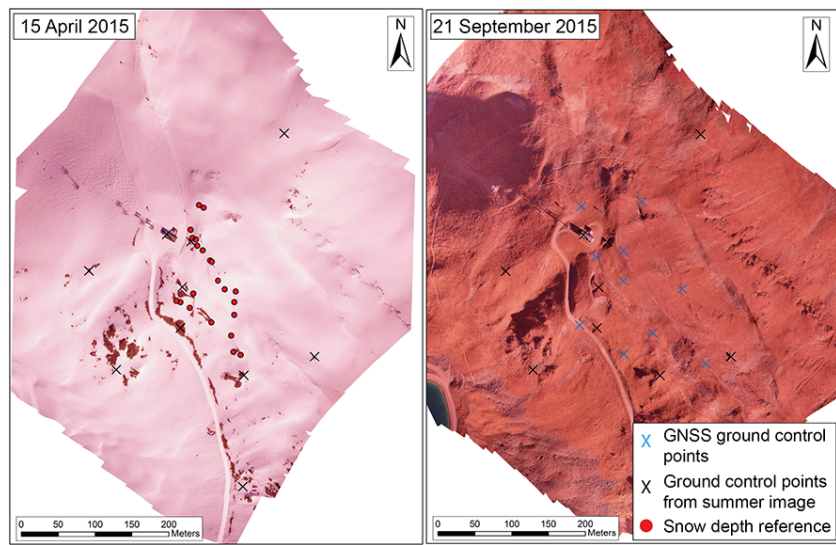 15 April 2015
N
0 50 100 150 200
Meters
21 September 2015
N
GNSS ground control
points
Ground control points
from summer image
Snow depth reference
0 50 100 150 200
Meters